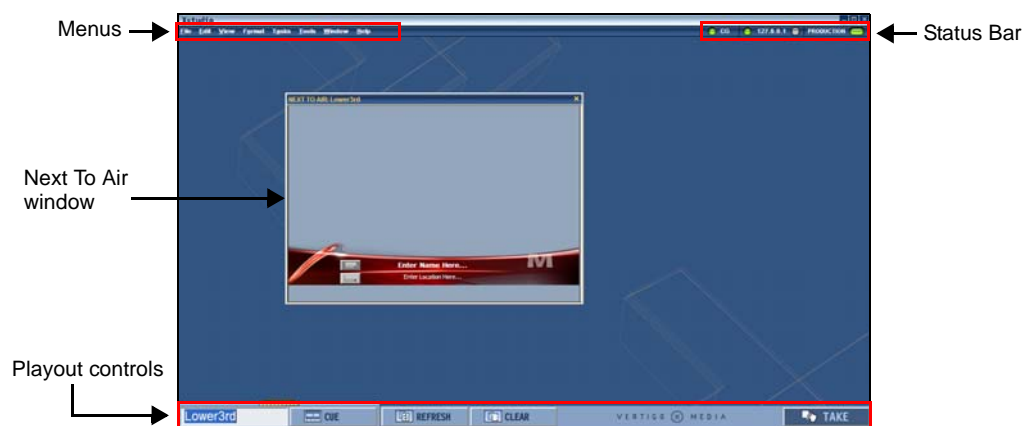 Xstudio
Menus
File Edit View Format Tasks Tools Window Help
CG 127.0.0.1 PRODUCTION
Status Bar
NEXT TO AIR: Lower3rd
Next To Air
window
Enter Name Here...
M
Enter Location Here...
Playout controls
Lower3rd
CUE
REFRESH
CLEAR
VERTIGO X MEDIA
TAKE